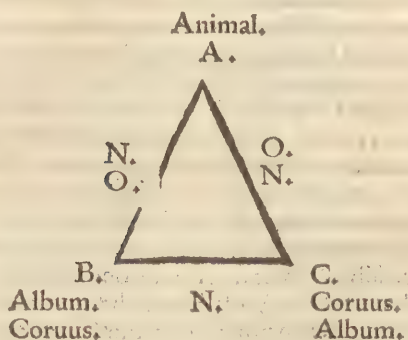 Animal.
A.
N.
O.
O.
N.
B.
C.
Album.
N.
Coruus.
Coruus.
Album.